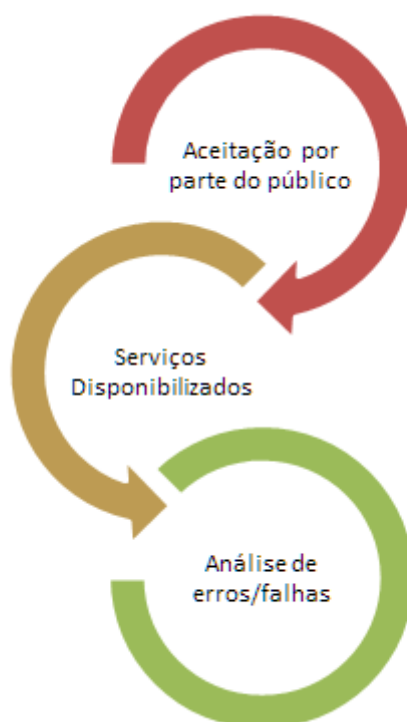 Aceitação por
parte do público
Serviços
Disponibilizados
Análise de
erros/falhas